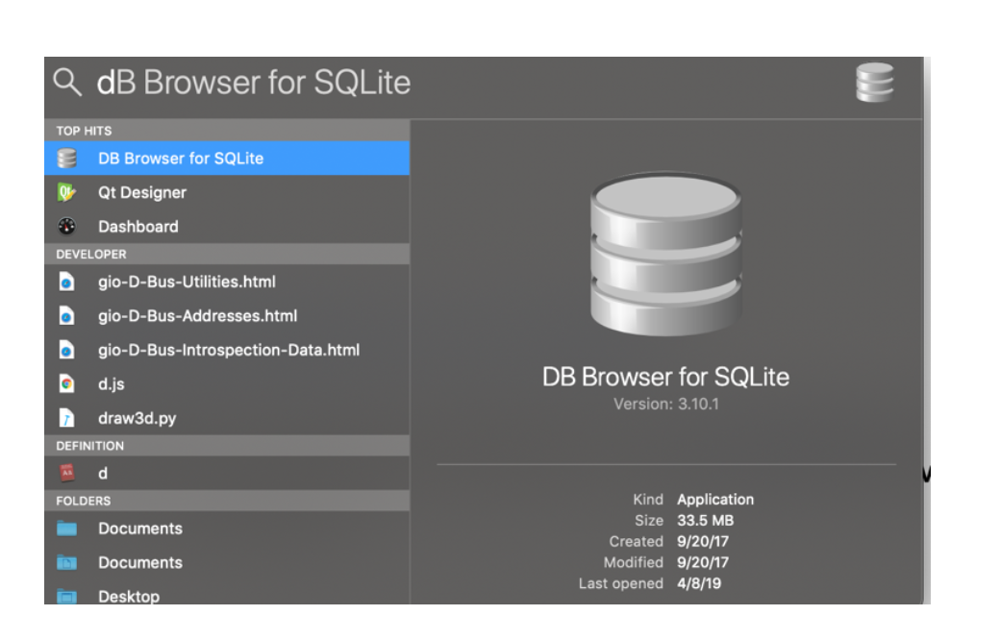 dB Browser for SQLite
TOP HITS
DB Browser for SQLite
Qt Designer
Dashboard
DEVELOPER
gio-D-Bus-Utilities.html
gio-D-Bus-Addresses.html
gio-D-Bus-Introspection-Data.html
d.js
draw3d.py
DEFINITION
d
FOLDERS
Documents
Documents
Desktop
DB Browser for SQLite
Version: 3.10.1
Kind Application
Size 33.5 MB
Created 9/20/17
Modified 9/20/17
Last opened 4/8/19